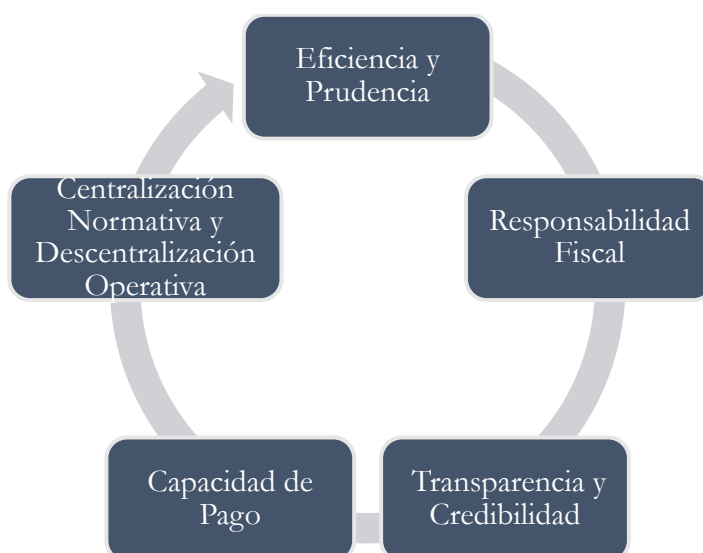 Eficiencia y
Prudencia
Responsabilidad
Fiscal
Transparencia y
Credibilidad
Capacidad de
Pago
Centralización
Normativa y
Descentralización
Operativa